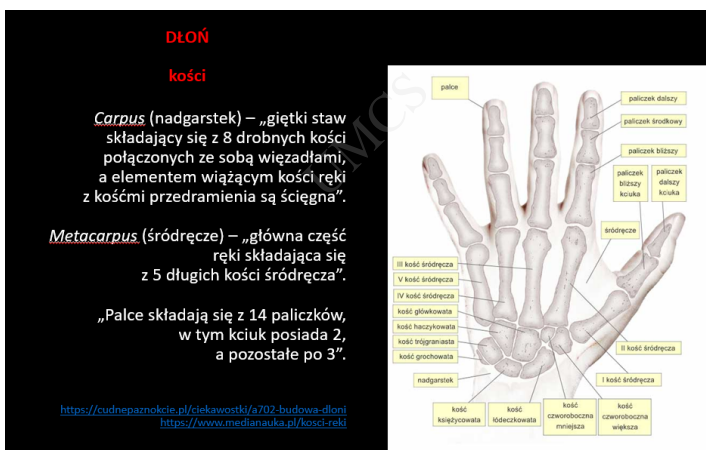 DŁOŃ
kości
Carpus (nadgarstek) – „giętki staw
składający się z 8 drobnych kości
połączonych ze sobą więzadłami,
a elementem wiążącym kości ręki
z kośćmi przedramienia są ścięgna”.
Metacarpus (śródręcze) – „główna część
ręki składająca się
z 5 długich kości śródręcza”.
„Palce składają się z 14 paliczków,
w tym kciuk posiada 2,
a pozostałe po 3”.
https://cudnepaznokcie.pl/ciekawostki/a702-budowa-dloni
https://www.medianauka.pl/kosci-reki
UMCS
palce
paliczek dalszy
paliczek środkowy
paliczek bliższy
paliczek
bliższy
kciuka
paliczek
dalszy
kciuka
śródręcze
III kość śródręcza
V kość śródręcza
IV kość śródręcza
kość główkowata
kość haczykowata
kość trójgraniasta
kość grochowata
nadgarstek
II kość śródręcza
I kość śródręcza
kość
księżycowata
kość
łódeczkowata
kość
czworoboczna
mniejsza
kość
czworoboczna
większa